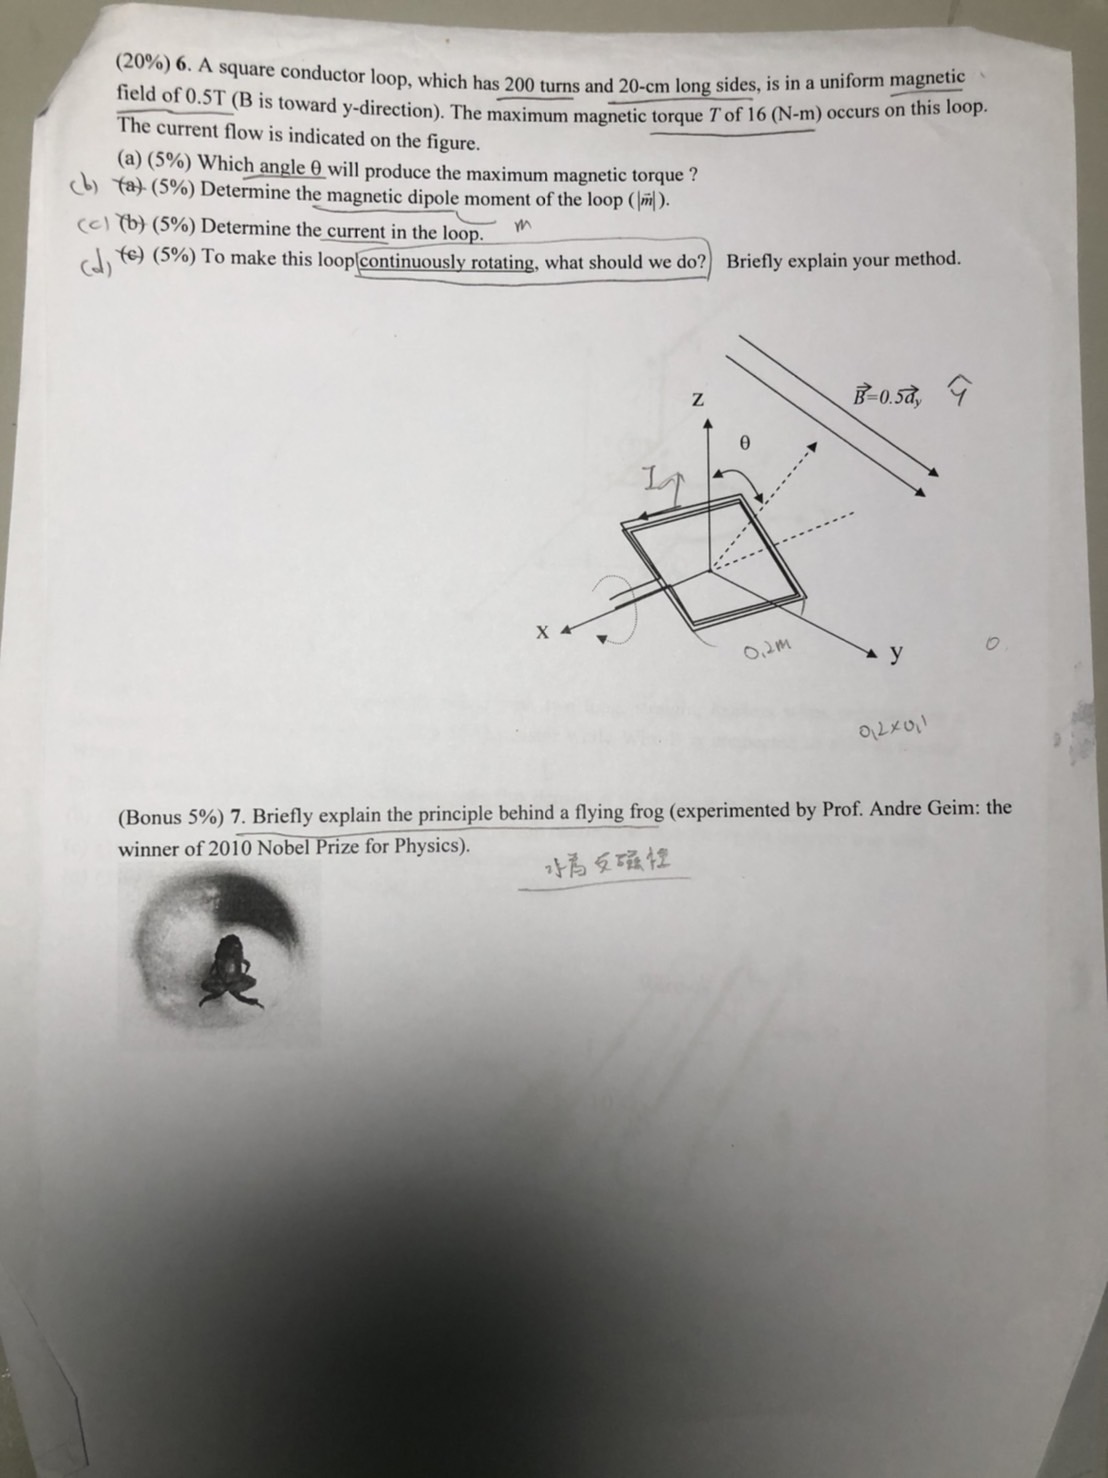 (20%) 6. A square conductor loop, which has 200 turns and 20-cm long sides, is in a uniform magnetic
field of 0.5T (B is toward y-direction). The maximum magnetic torque T of 16 (N-m) occurs on this loop.
The current flow is indicated on the figure.
(a) (5%) Which angle θ will produce the maximum magnetic torque ?
(b) (a) (5%) Determine the magnetic dipole moment of the loop (|m⃗|).
(c) (b) (5%) Determine the current in the loop. m
(d) (c) (5%) To make this loop continuously rotating, what should we do? Briefly explain your method.
B⃗=0.5a⃗y ŷ
z
θ
I
x
0.2m
y
0
0.2×0.1
(Bonus 5%) 7. Briefly explain the principle behind a flying frog (experimented by Prof. Andre Geim: the
winner of 2010 Nobel Prize for Physics).
水為反磁性